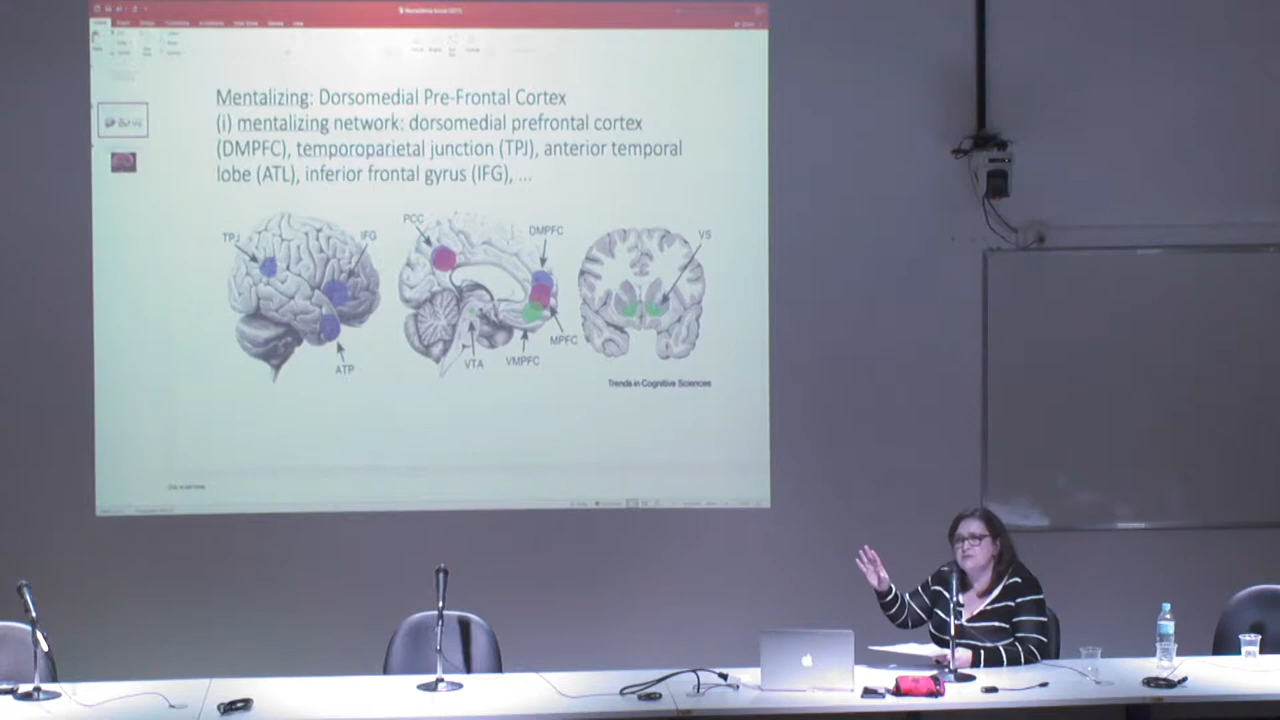 Mentalizing: Dorsomedial Pre-Frontal Cortex
(i) mentalizing network: dorsomedial prefrontal cortex
(DMPFC), temporoparietal junction (TPJ), anterior temporal
lobe (ATL), inferior frontal gyrus (IFG), ...
PCC
TPJ
IFG
DMPFC
VS
MPFC
VTA
VMPFC
ATP
Trends in Cognitive Sciences